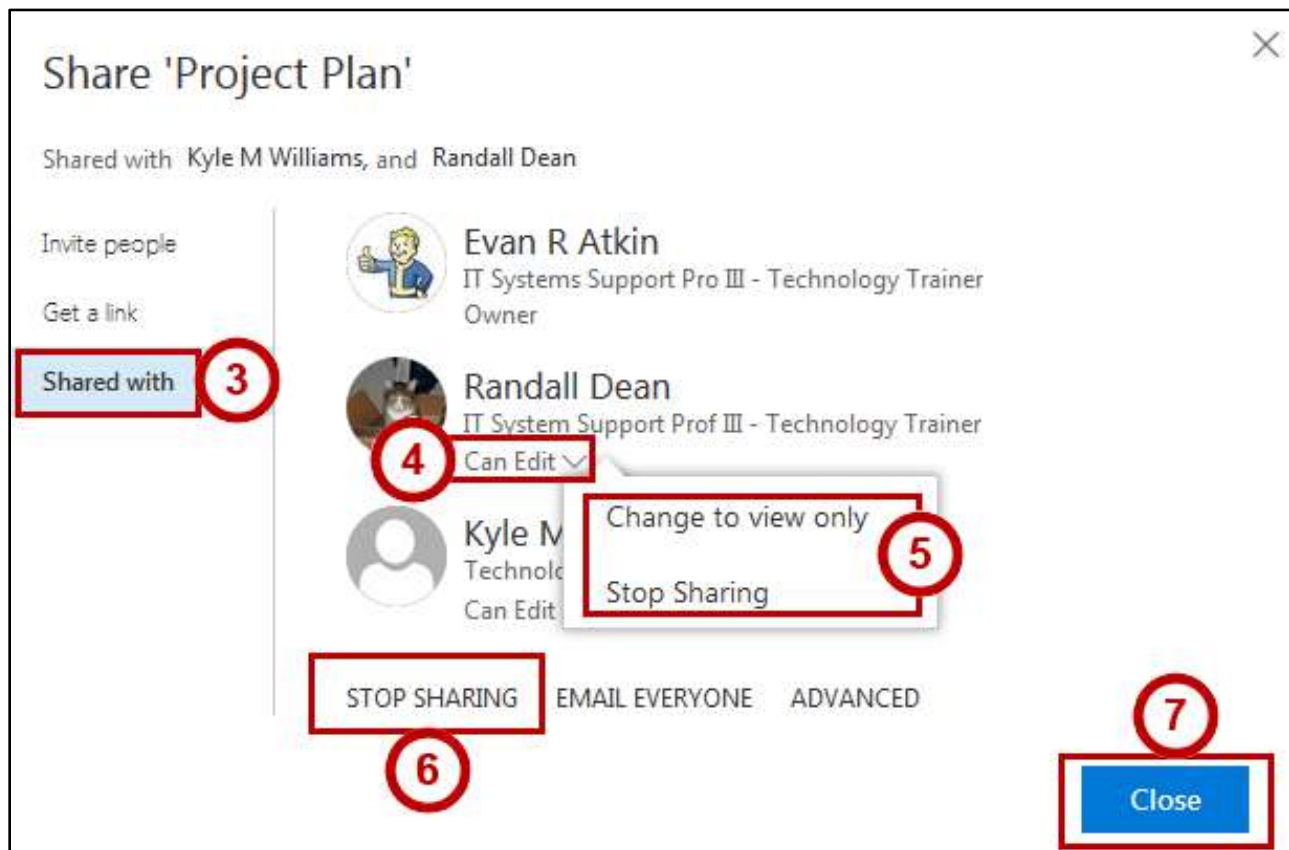 Share 'Project Plan'
Shared with Kyle M Williams, and Randall Dean
Invite people
Get a link
Shared with
3
Evan R Atkin
IT Systems Support Pro III - Technology Trainer
Owner
Randall Dean
IT System Support Prof III - Technology Trainer
4
Can Edit
Change to view only
Stop Sharing
5
Kyle M
Technolo
Can Edit
STOP SHARING EMAIL EVERYONE ADVANCED
6
7
Close